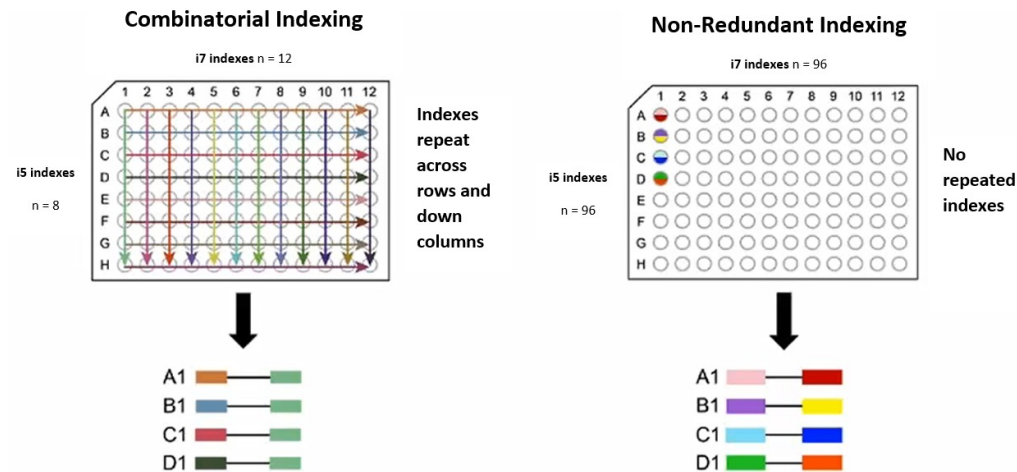 Combinatorial Indexing
i7 indexes n = 12
1 2 3 4 5 6 7 8 9 10 11 12
A
B
C
D
E
F
G
H
i5 indexes
n = 8
Indexes
repeat
across
rows and
down
columns
A1
B1
C1
D1
Non-Redundant Indexing
i7 indexes n = 96
1 2 3 4 5 6 7 8 9 10 11 12
A
B
C
D
E
F
G
H
i5 indexes
n = 96
No
repeated
indexes
A1
B1
C1
D1